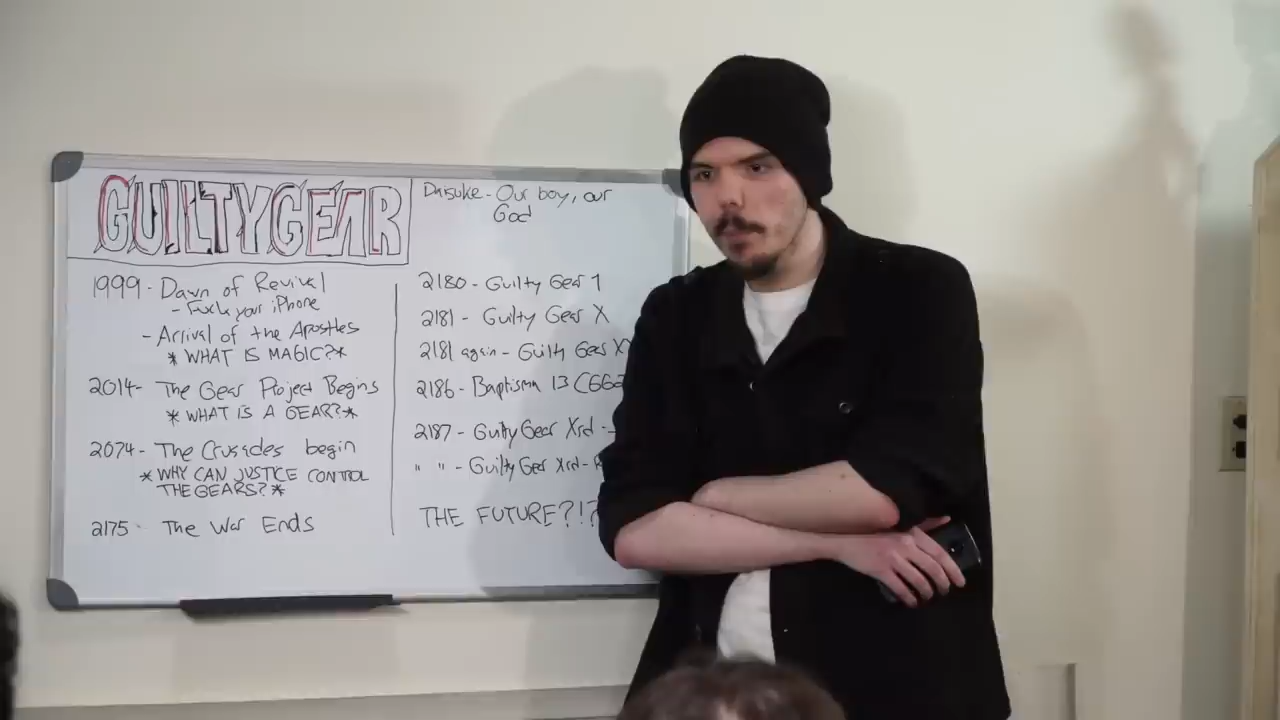 GUILTYGEAR
Daisuke - Our boy, our
God
1999 - Dawn of Revival
- Fuck your iPhone
- Arrival of the Apostles
* WHAT IS MAGIC?*
2014 - The Gear Project Begins
* WHAT IS A GEAR?*
2074 - The Crusades begin
* WHY CAN JUSTICE CONTROL
THE GEARS?*
2175 - The War Ends
2180 - Guilty Gear 1
2181 - Guilty Gear X
2181 again - Guilty Gear X
2186 - Baptisma 13
2187 - Guilty Gear Xrd -
" " - Guilty Gear Xrd -
THE FUTURE?!?